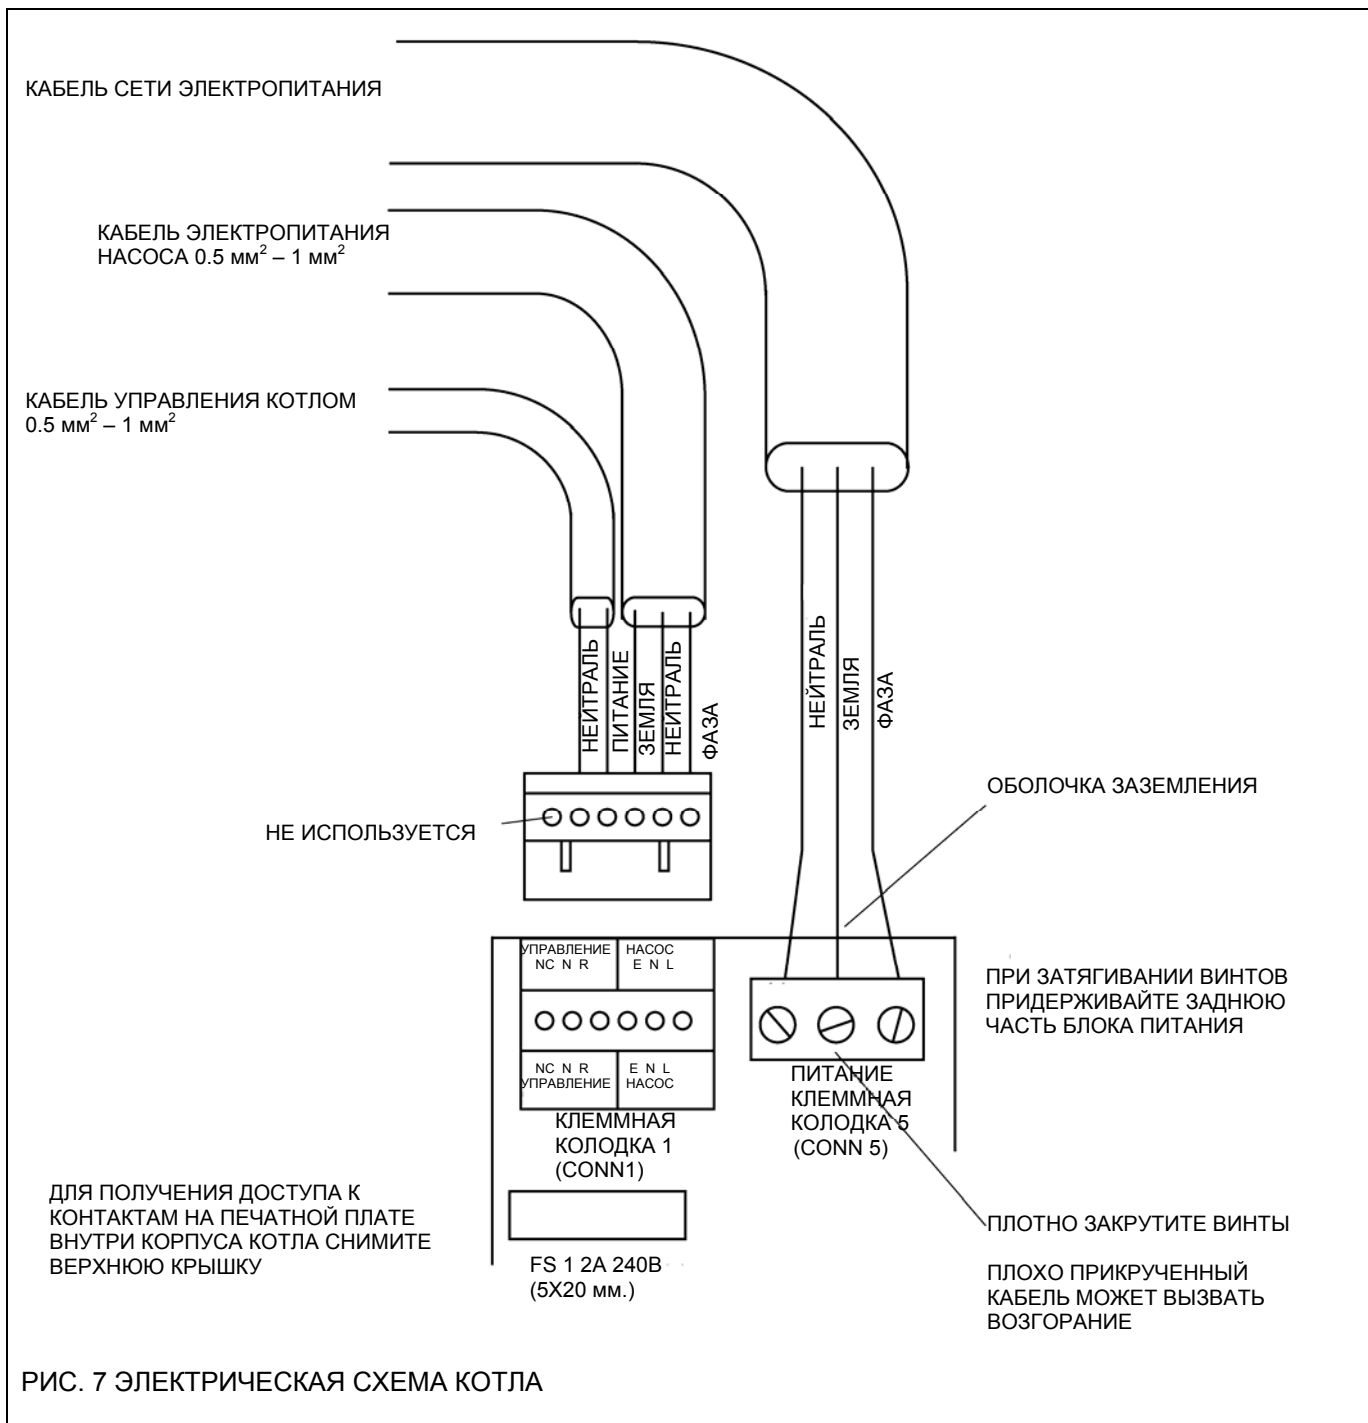 КАБЕЛЬ СЕТИ ЭЛЕКТРОПИТАНИЯ
КАБЕЛЬ ЭЛЕКТРОПИТАНИЯ
НАСОСА 0.5 мм² – 1 мм²
КАБЕЛЬ УПРАВЛЕНИЯ КОТЛОМ
0.5 мм² – 1 мм²
НЕЙТРАЛЬ
ПИТАНИЕ
ЗЕМЛЯ
НЕЙТРАЛЬ
ФАЗА
НЕЙТРАЛЬ
ЗЕМЛЯ
ФАЗА
ОБОЛОЧКА ЗАЗЕМЛЕНИЯ
НЕ ИСПОЛЬЗУЕТСЯ
УПРАВЛЕНИЕ НАСОС
NC N R E N L
ПРИ ЗАТЯГИВАНИИ ВИНТОВ
ПРИДЕРЖИВАЙТЕ ЗАДНЮЮ
ЧАСТЬ БЛОКА ПИТАНИЯ
NC N R E N L
УПРАВЛЕНИЕ НАСОС
КЛЕММНАЯ
КОЛОДКА 1
(CONN1)
ПИТАНИЕ
КЛЕММНАЯ
КОЛОДКА 5
(CONN 5)
ДЛЯ ПОЛУЧЕНИЯ ДОСТУПА К
КОНТАКТАМ НА ПЕЧАТНОЙ ПЛАТЕ
ВНУТРИ КОРПУСА КОТЛА СНИМИТЕ
ВЕРХНЮЮ КРЫШКУ
FS 1 2A 240В
(5X20 мм.)
ПЛОТНО ЗАКРУТИТЕ ВИНТЫ
ПЛОХО ПРИКРУЧЕННЫЙ
КАБЕЛЬ МОЖЕТ ВЫЗВАТЬ
ВОЗГОРАНИЕ
РИС. 7 ЭЛЕКТРИЧЕСКАЯ СХЕМА КОТЛА